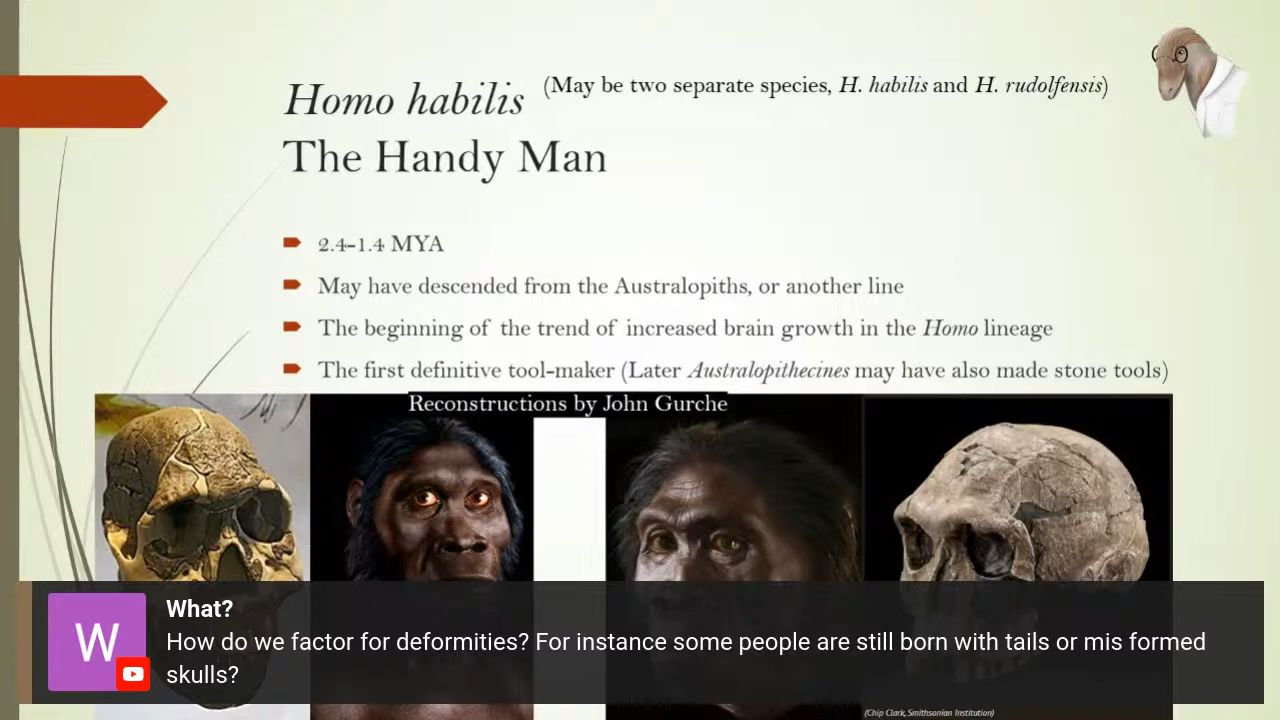 Homo habilis (May be two separate species, H. habilis and H. rudolfensis)
The Handy Man
2.4–1.4 MYA
May have descended from the Australopiths, or another line
The beginning of the trend of increased brain growth in the Homo lineage
The first definitive tool-maker (Later Australopithecines may have also made stone tools)
Reconstructions by John Gurche
W
What?
How do we factor for deformities? For instance some people are still born with tails or mis formed
skulls?
(Chip Clark, Smithsonian Institution)